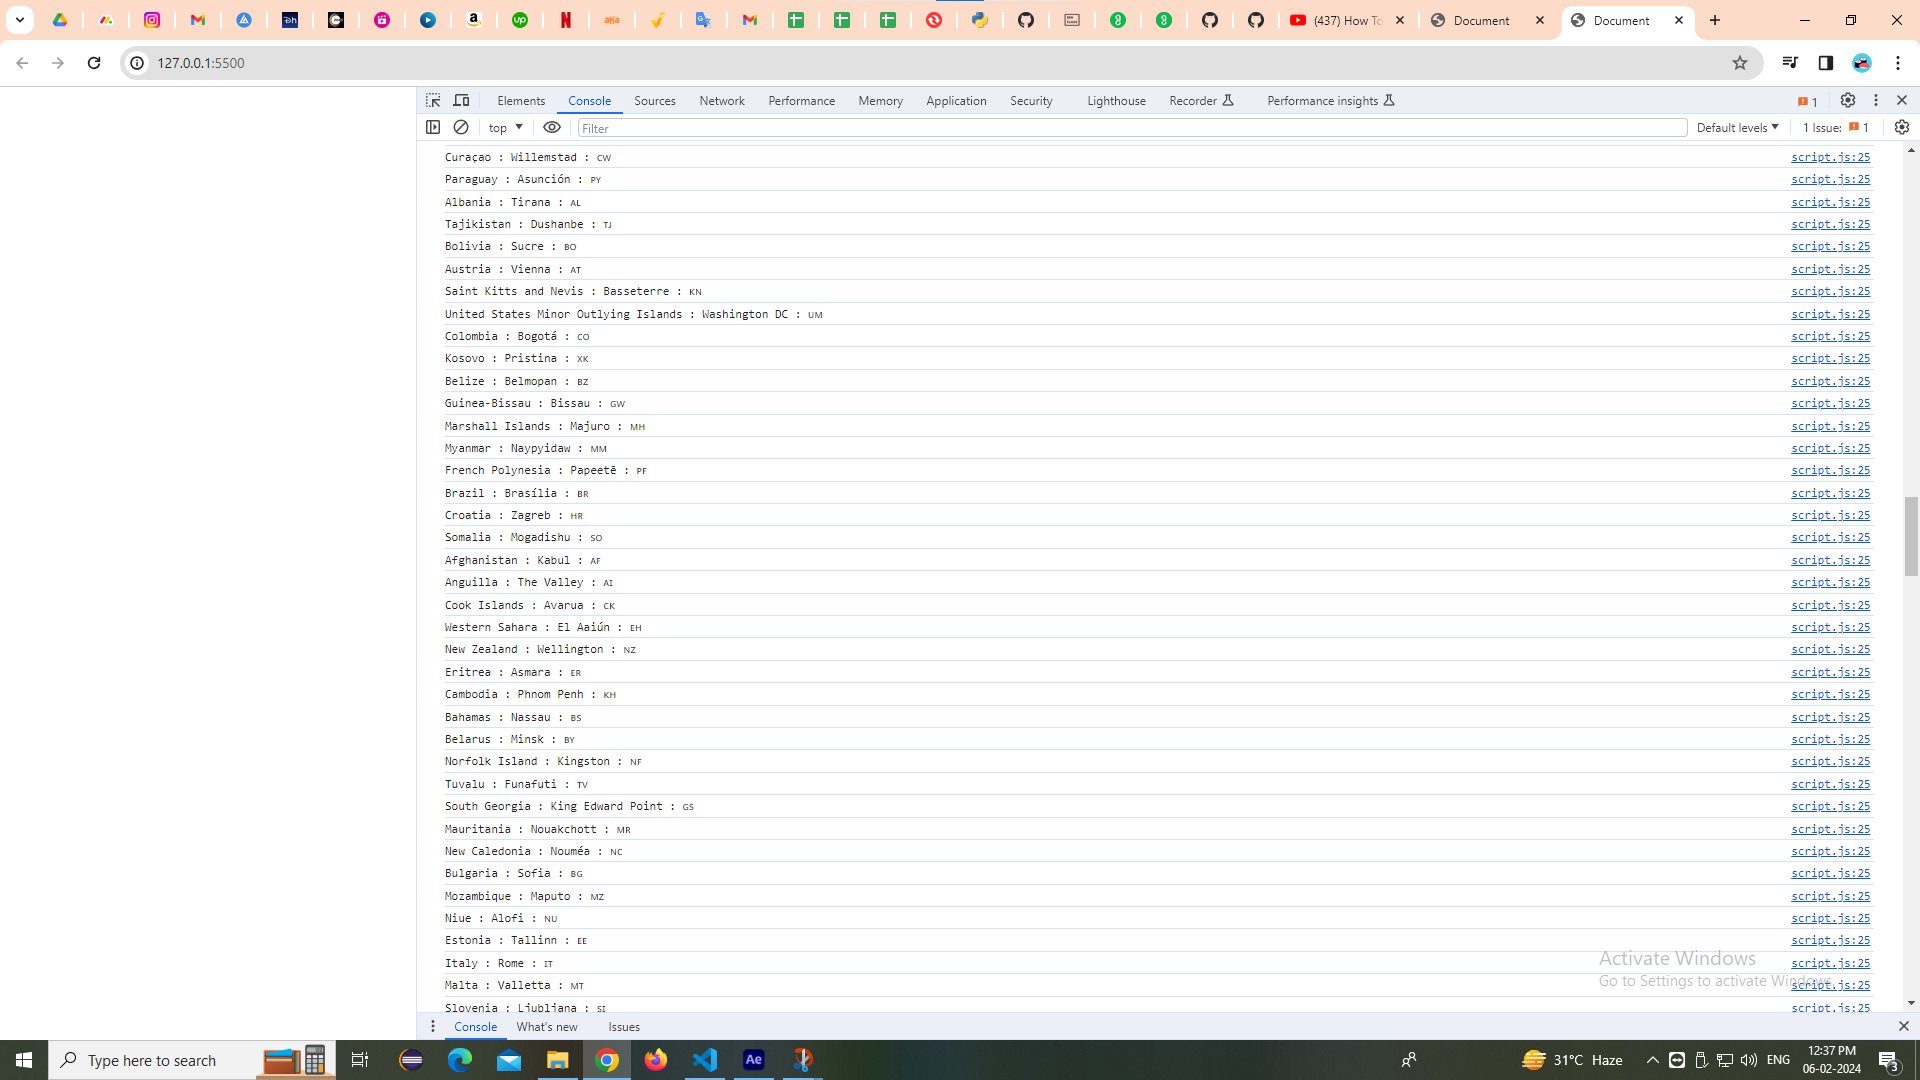 (437) How To
Document
Document
127.0.0.1:5500
Elements Console Sources Network Performance Memory Application Security Lighthouse Recorder Performance insights 1
top Filter Default levels 1 Issue: 1
Curaçao : Willemstad : CW script.js:25
Paraguay : Asunción : PY script.js:25
Albania : Tirana : AL script.js:25
Tajikistan : Dushanbe : TJ script.js:25
Bolivia : Sucre : BO script.js:25
Austria : Vienna : AT script.js:25
Saint Kitts and Nevis : Basseterre : KN script.js:25
United States Minor Outlying Islands : Washington DC : UM script.js:25
Colombia : Bogotá : CO script.js:25
Kosovo : Pristina : XK script.js:25
Belize : Belmopan : BZ script.js:25
Guinea-Bissau : Bissau : GW script.js:25
Marshall Islands : Majuro : MH script.js:25
Myanmar : Naypyidaw : MM script.js:25
French Polynesia : Papeetē : PF script.js:25
Brazil : Brasília : BR script.js:25
Croatia : Zagreb : HR script.js:25
Somalia : Mogadishu : SO script.js:25
Afghanistan : Kabul : AF script.js:25
Anguilla : The Valley : AI script.js:25
Cook Islands : Avarua : CK script.js:25
Western Sahara : El Aaiún : EH script.js:25
New Zealand : Wellington : NZ script.js:25
Eritrea : Asmara : ER script.js:25
Cambodia : Phnom Penh : KH script.js:25
Bahamas : Nassau : BS script.js:25
Belarus : Minsk : BY script.js:25
Norfolk Island : Kingston : NF script.js:25
Tuvalu : Funafuti : TV script.js:25
South Georgia : King Edward Point : GS script.js:25
Mauritania : Nouakchott : MR script.js:25
New Caledonia : Nouméa : NC script.js:25
Bulgaria : Sofia : BG script.js:25
Mozambique : Maputo : MZ script.js:25
Niue : Alofi : NU script.js:25
Estonia : Tallinn : EE script.js:25
Italy : Rome : IT script.js:25
Malta : Valletta : MT script.js:25
Slovenia : Ljubljana : SI script.js:25
Activate Windows
Go to Settings to activate Windows.
Console What's new Issues
Type here to search
Ae
31°C Haze
ENG
12:37 PM
06-02-2024
3